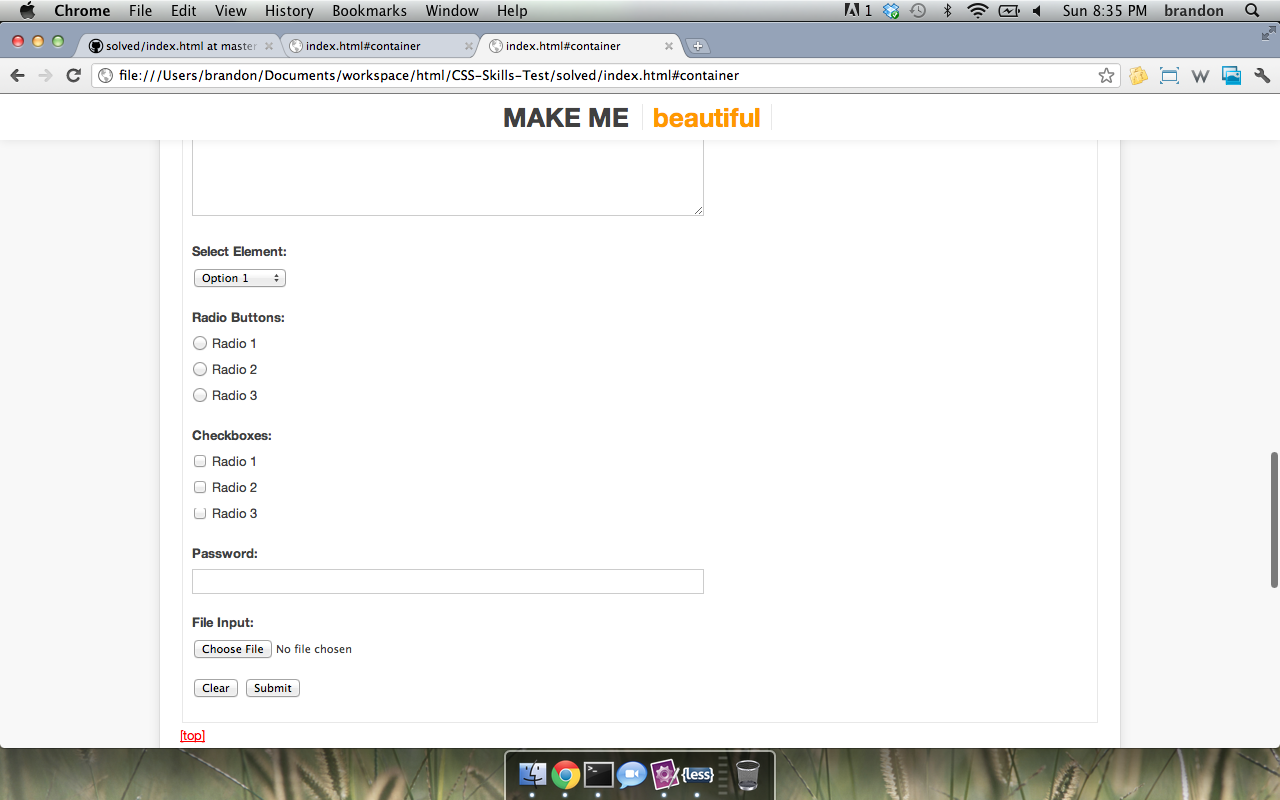 Chrome File Edit View History Bookmarks Window Help 1 Sun 8:35 PM brandon
solved/index.html at master index.html#container index.html#container
file:///Users/brandon/Documents/workspace/html/CSS-Skills-Test/solved/index.html#container
MAKE ME beautiful
Select Element:
Option 1
Radio Buttons:
Radio 1
Radio 2
Radio 3
Checkboxes:
Radio 1
Radio 2
Radio 3
Password:
File Input:
Choose File No file chosen
Clear Submit
[top]
{less}